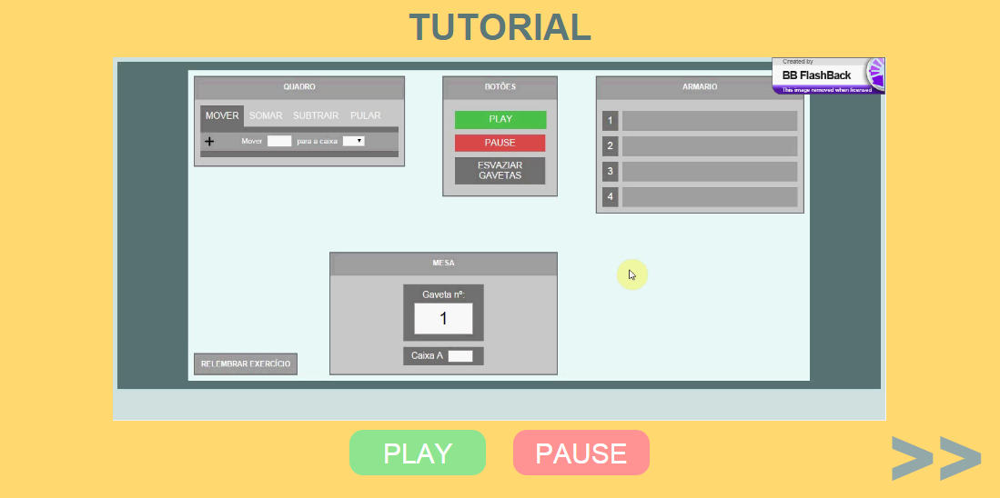 TUTORIAL
Created by
BB FlashBack
This image removed when licensed
QUADRO
MOVER SOMAR SUBTRAIR PULAR
+ Mover para a caixa
BOTÕES
PLAY
PAUSE
ESVAZIAR
GAVETAS
ARMARIO
1
2
3
4
MESA
Gaveta nº:
1
Caixa A
RELEMBRAR EXERCÍCIO
PLAY PAUSE >>